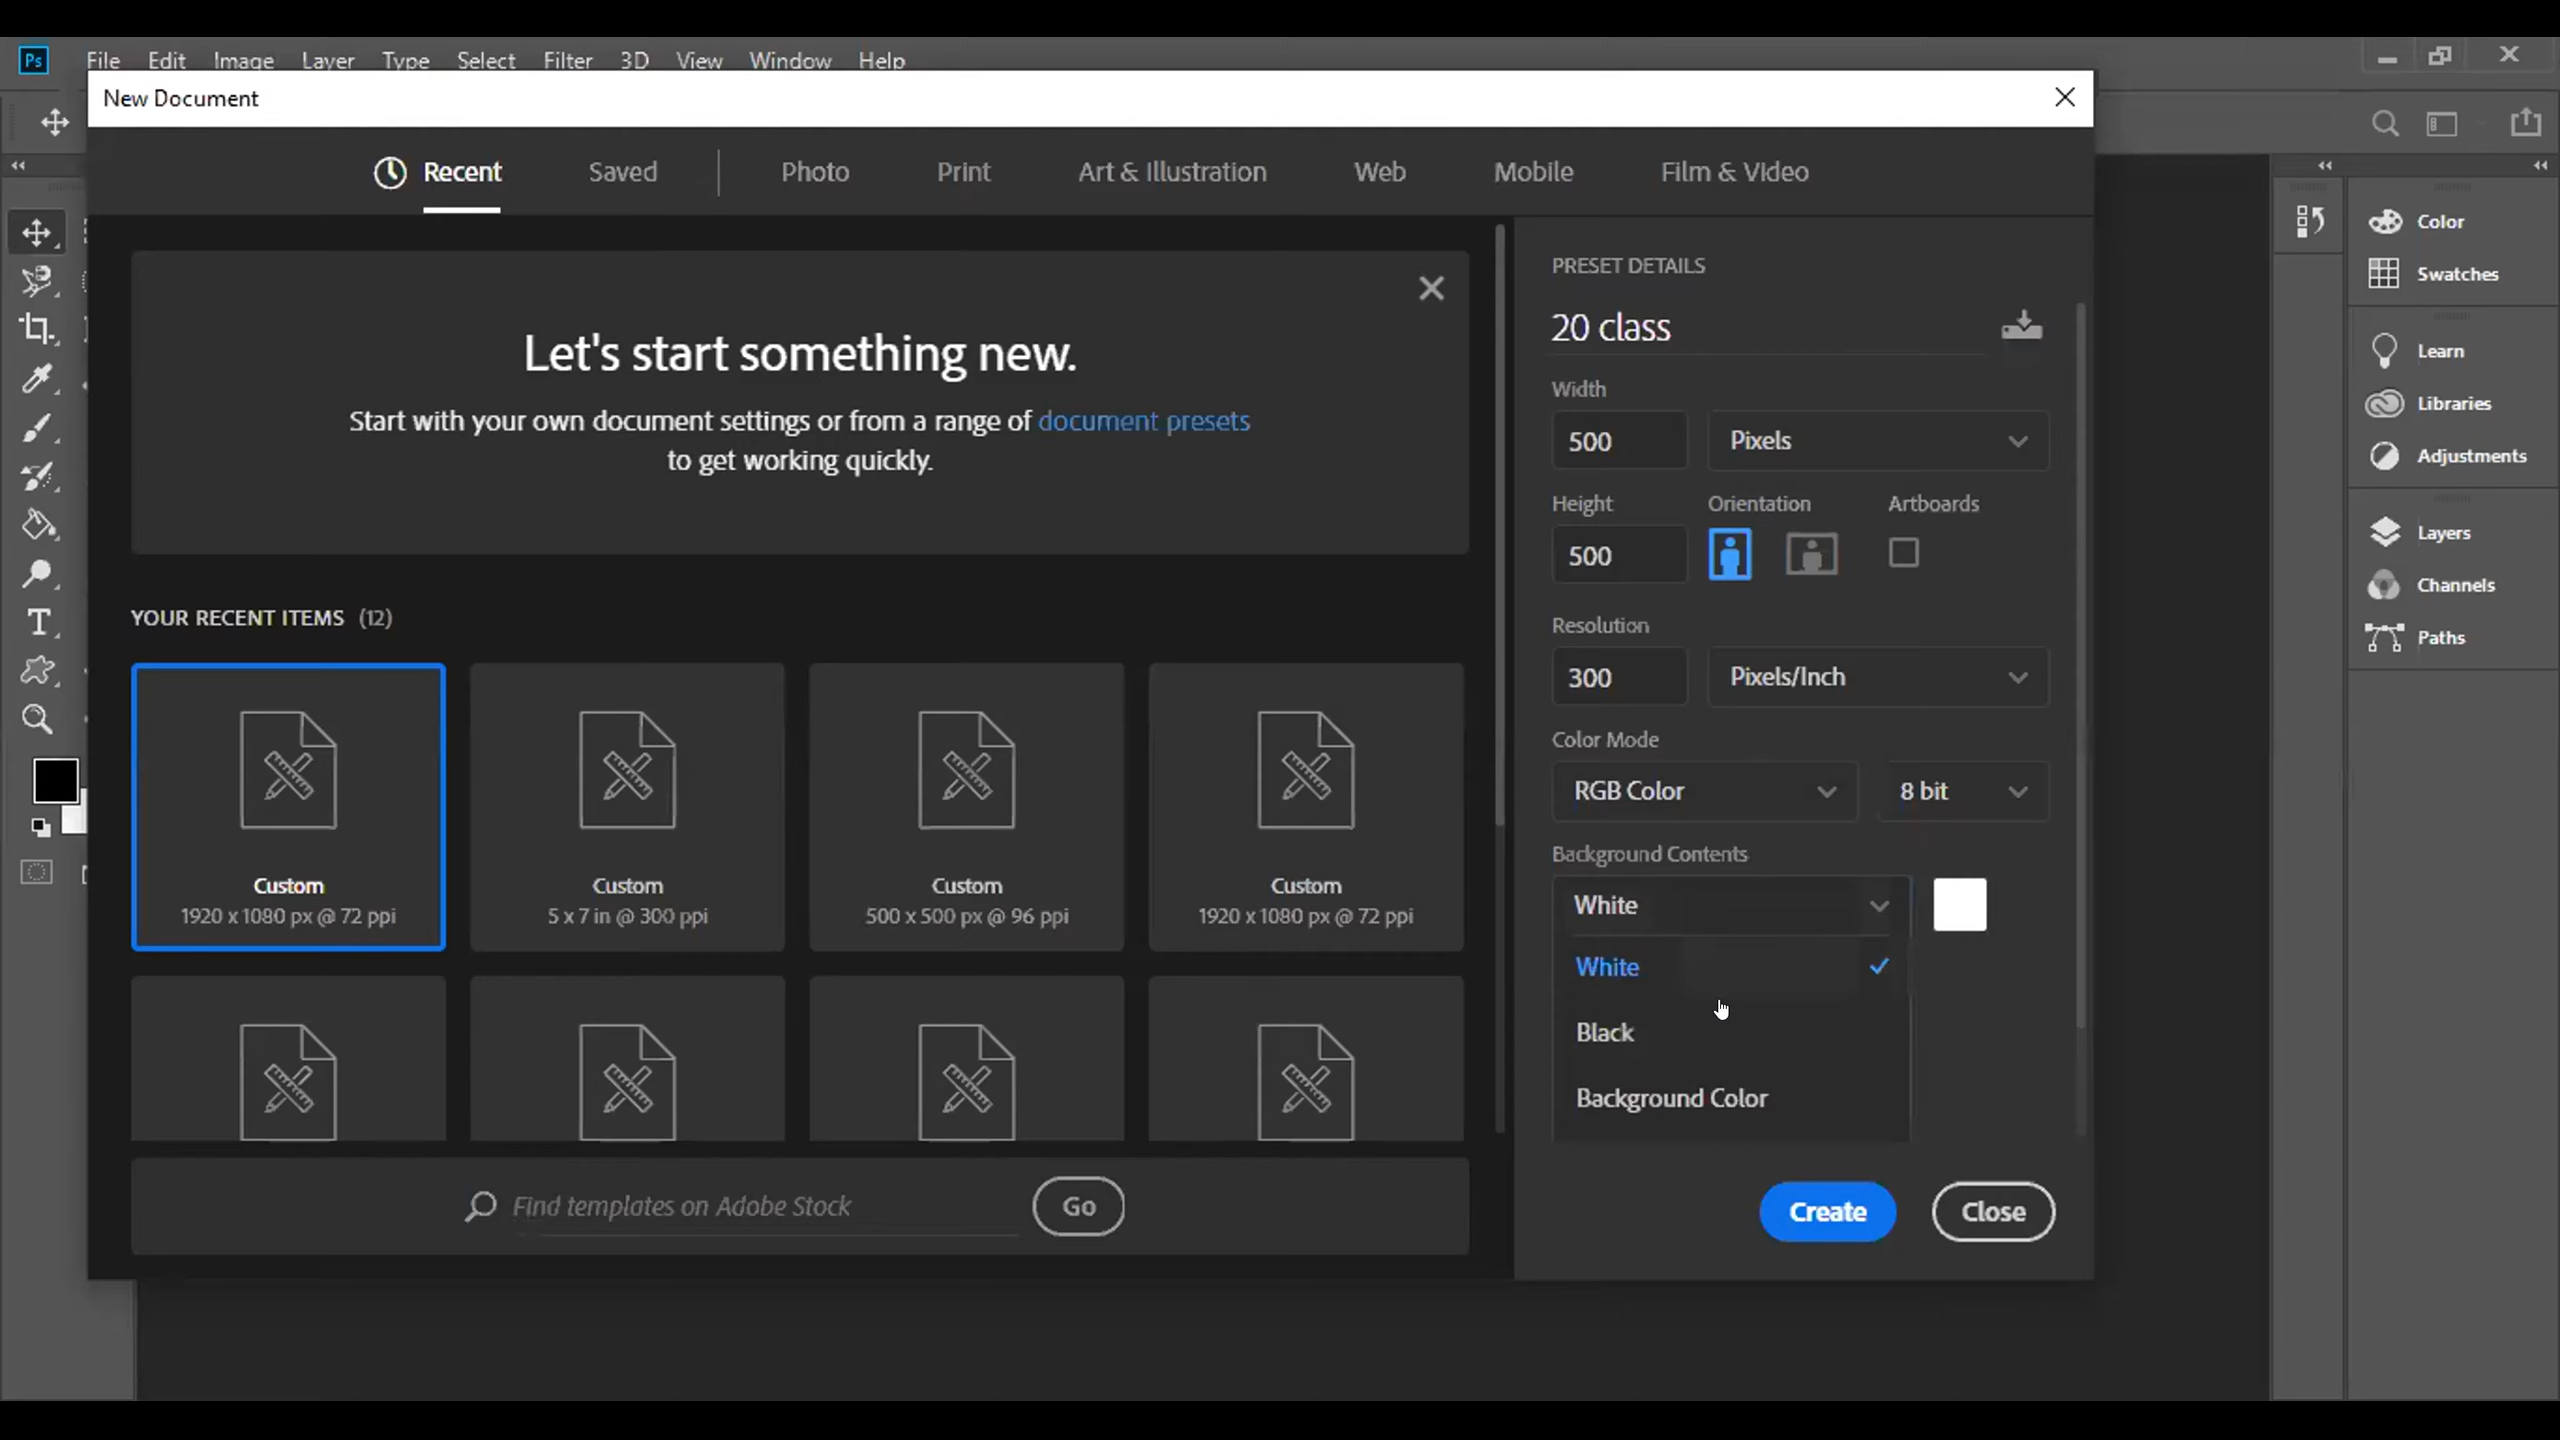 Ps File Edit Image Layer Type Select Filter 3D View Window Help
New Document
Recent Saved Photo Print Art & Illustration Web Mobile Film & Video
Let's start something new.
Start with your own document settings or from a range of document presets
to get working quickly.
YOUR RECENT ITEMS (12)
Custom
1920 x 1080 px @ 72 ppi
Custom
5 x 7 in @ 300 ppi
Custom
500 x 500 px @ 96 ppi
Custom
1920 x 1080 px @ 72 ppi
Find templates on Adobe Stock
Go
PRESET DETAILS
20 class
Width
500 Pixels
Height Orientation Artboards
500
Resolution
300 Pixels/Inch
Color Mode
RGB Color 8 bit
Background Contents
White
White
Black
Background Color
Create Close
Color
Swatches
Learn
Libraries
Adjustments
Layers
Channels
Paths
T